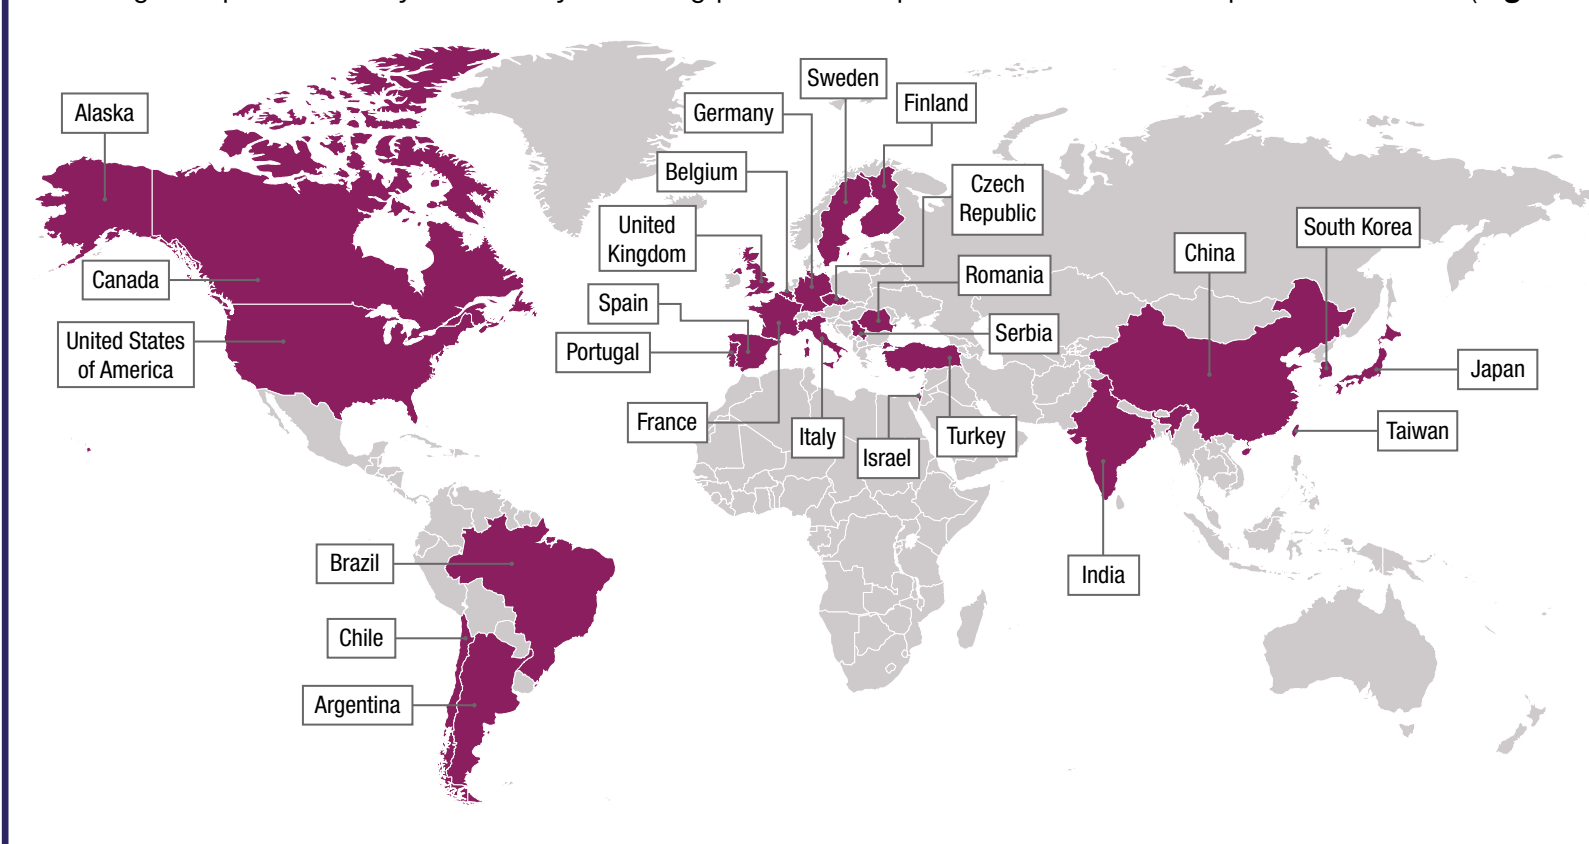 Sweden
Finland
Alaska
Germany
Belgium
Czech
Republic
United
Kingdom
South Korea
China
Canada
Romania
Spain
United States
of America
Serbia
Portugal
Japan
France
Italy
Israel
Turkey
Taiwan
Brazil
India
Chile
Argentina